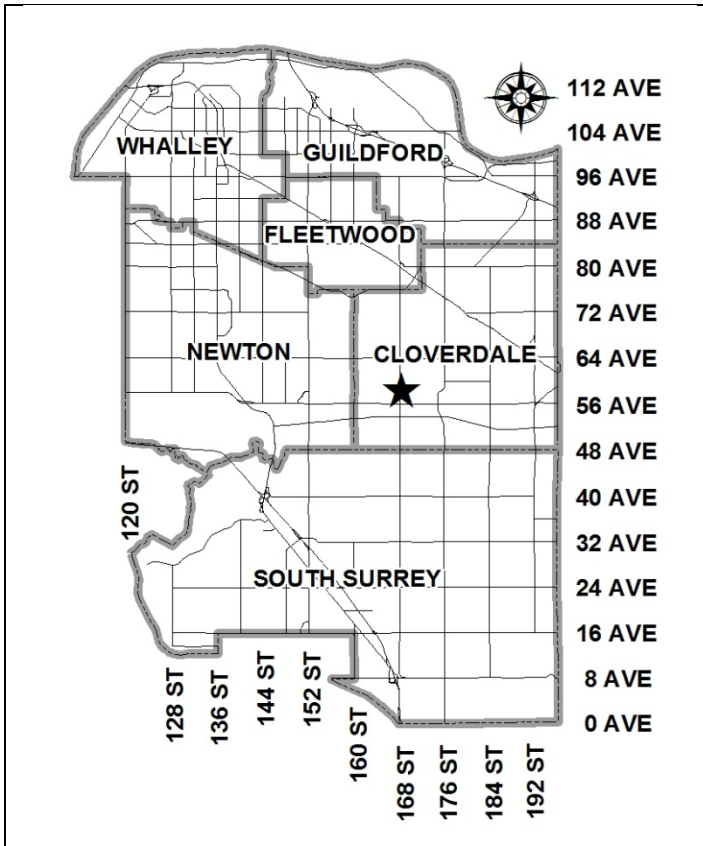 112 AVE
104 AVE
WHALLEY
GUILDFORD
96 AVE
88 AVE
FLEETWOOD
80 AVE
72 AVE
NEWTON
CLOVERDALE
64 AVE
56 AVE
48 AVE
120 ST
40 AVE
32 AVE
SOUTH SURREY
24 AVE
16 AVE
8 AVE
0 AVE
128 ST
136 ST
144 ST
152 ST
160 ST
168 ST
176 ST
184 ST
192 ST